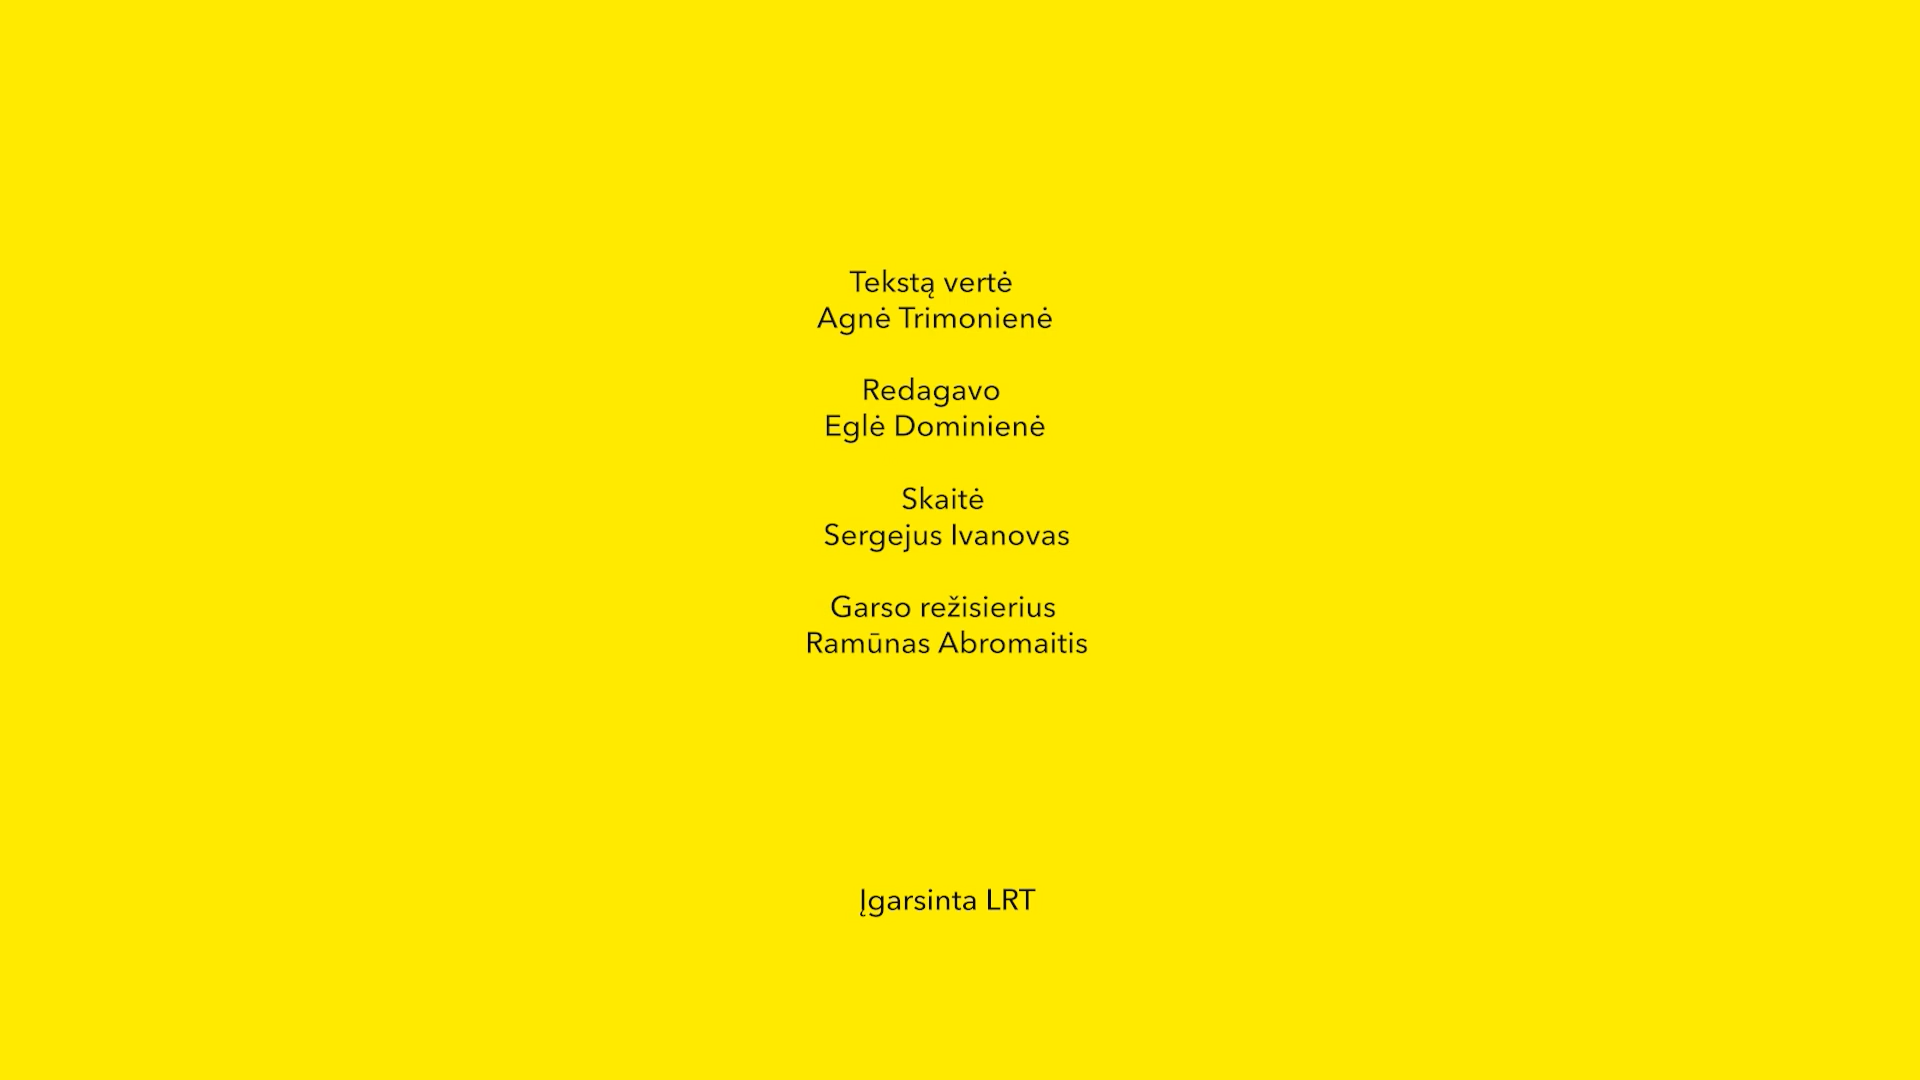 Tekstą vertė
Agnė Trimonienė
Redagavo
Eglė Dominienė
Skaitė
Sergejus Ivanovas
Garso režisierius
Ramūnas Abromaitis
Įgarsinta LRT